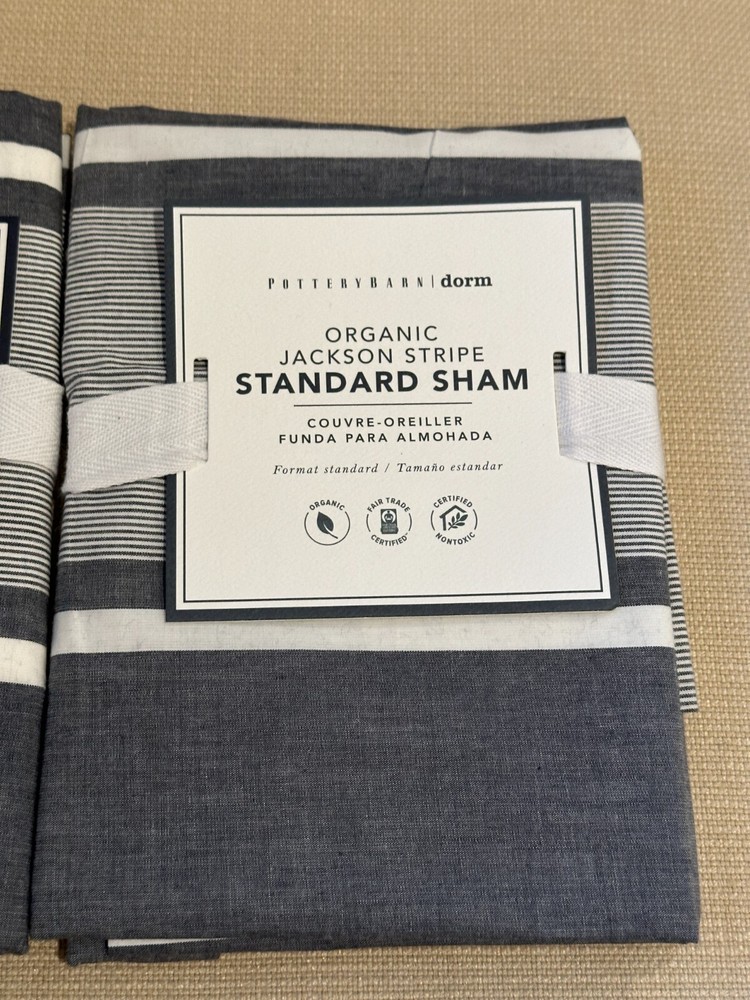 POTTERYBARN | dorm
ORGANIC
JACKSON STRIPE
STANDARD SHAM
COUVRE-OREILLER
FUNDA PARA ALMOHADA
Format standard / Tamaño estandar
ORGANIC
FAIR TRADE
CERTIFIED
CERTIFIED
NONTOXIC